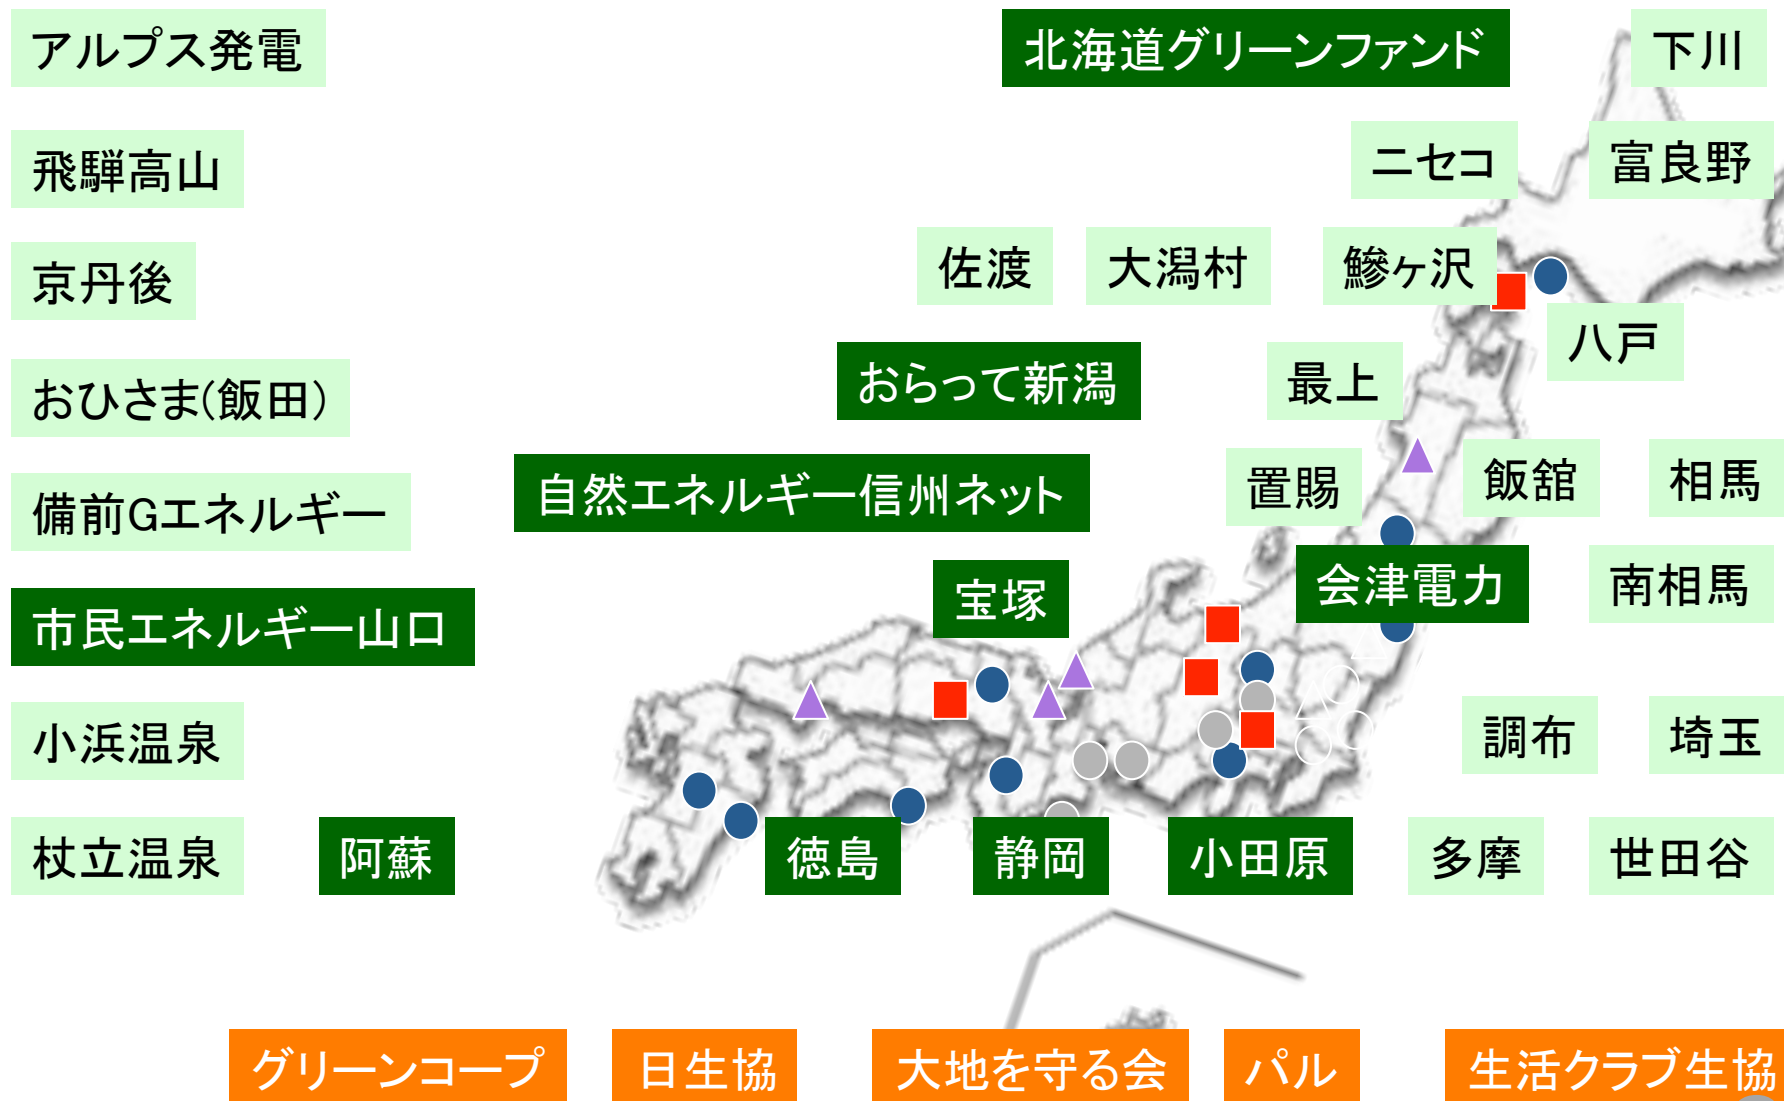 アルプス発電
北海道グリーンファンド
下川
飛騨高山
ニセコ
富良野
京丹後
佐渡
大潟村
鰺ヶ沢
八戸
おひさま(飯田)
おらって新潟
最上
備前Gエネルギー
自然エネルギー信州ネット
置賜
飯舘
相馬
市民エネルギー山口
宝塚
会津電力
南相馬
小浜温泉
調布
埼玉
杖立温泉
阿蘇
徳島
静岡
小田原
多摩
世田谷
グリーンコープ
日生協
大地を守る会
パル
生活クラブ生協